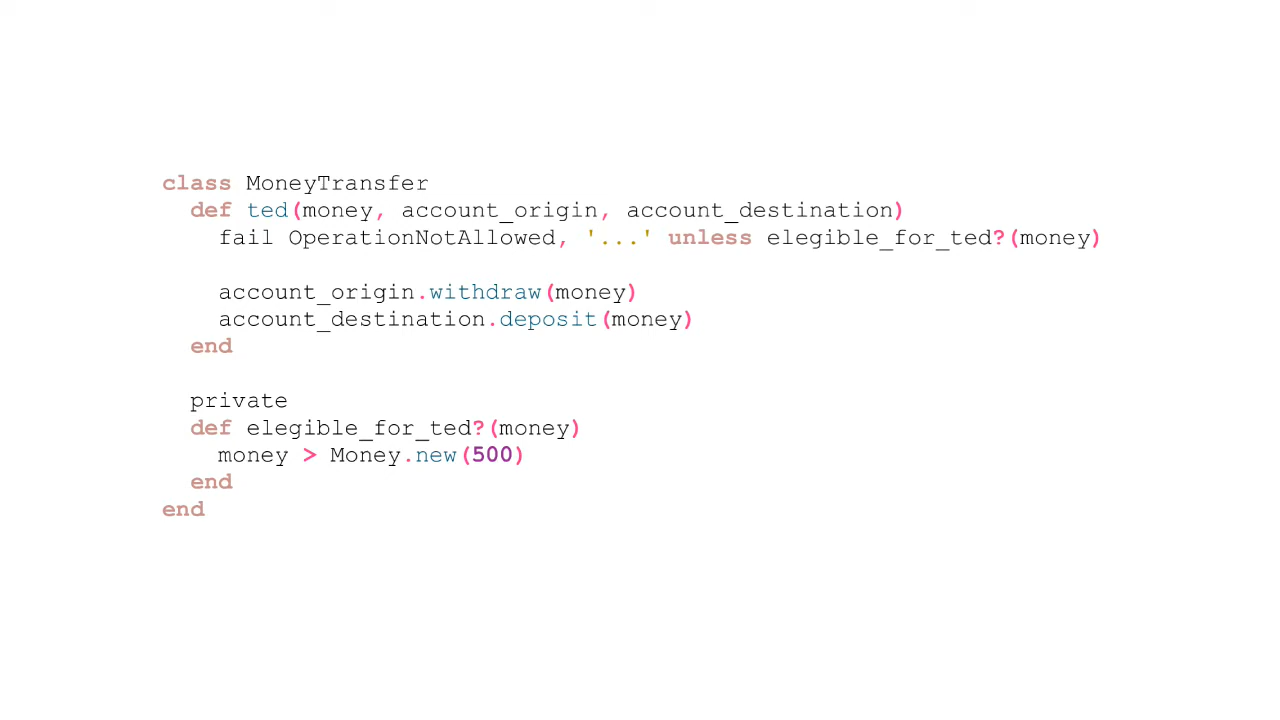 class MoneyTransfer
  def ted(money, account_origin, account_destination)
    fail OperationNotAllowed, '...' unless elegible_for_ted?(money)

    account_origin.withdraw(money)
    account_destination.deposit(money)
  end

  private
  def elegible_for_ted?(money)
    money > Money.new(500)
  end
end